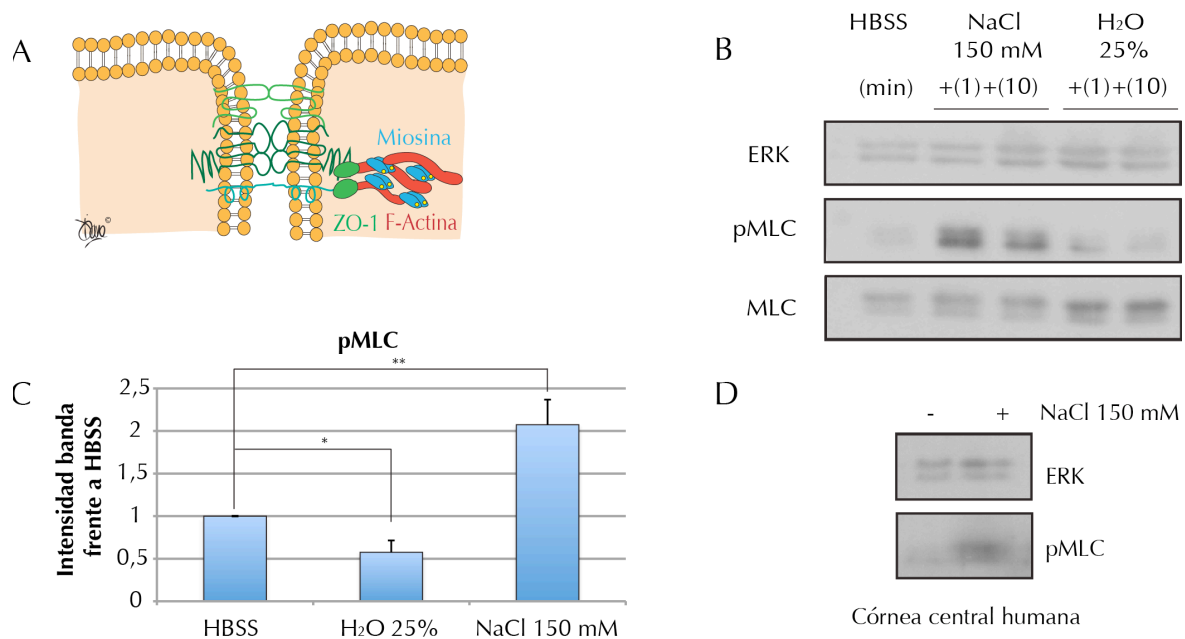 A
Miosina
ZO-1 F-Actina
B
HBSS NaCl H₂O
150 mM 25%
(min) +(1)+(10) +(1)+(10)
ERK
pMLC
MLC
C
pMLC
**
*
Intensidad banda
frente a HBSS
2,5
2
1,5
1
0,5
0
HBSS H₂O 25% NaCl 150 mM
D
- + NaCl 150 mM
ERK
pMLC
Córnea central humana